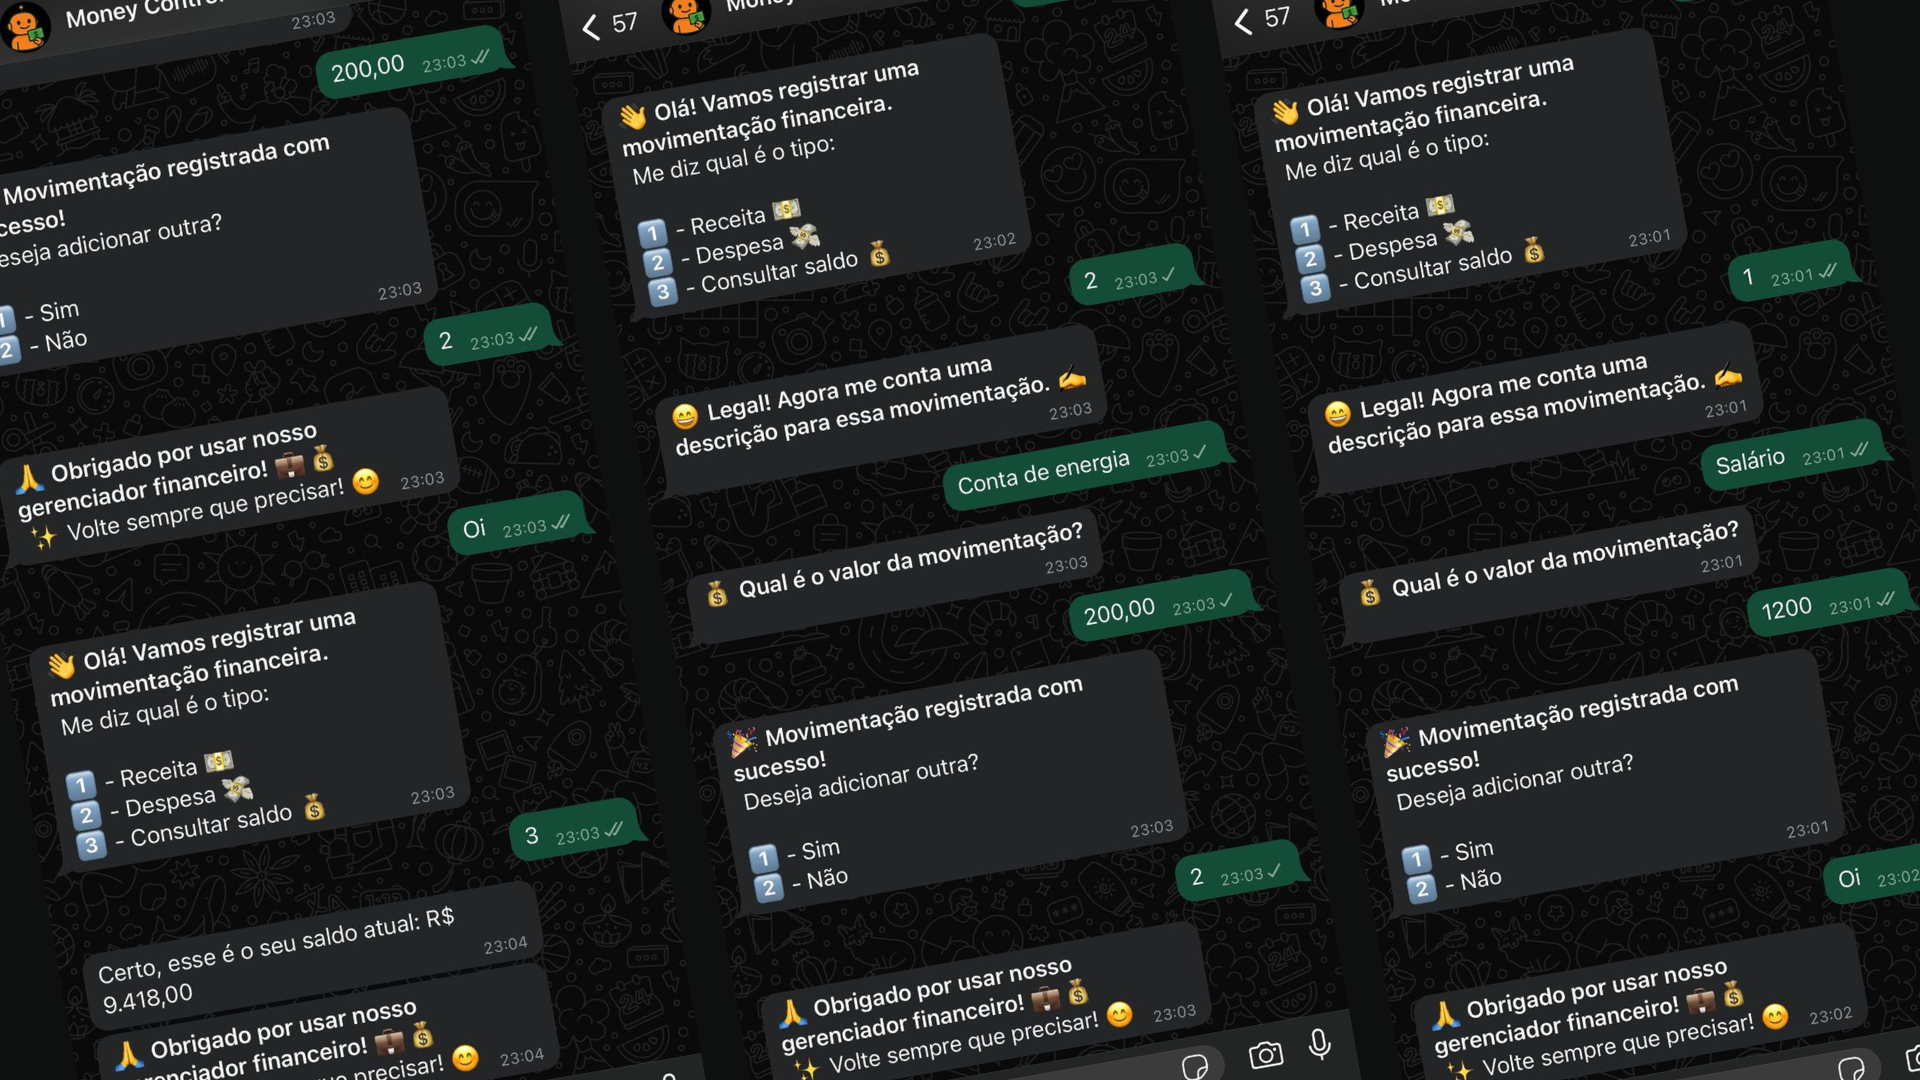 Money Contro
23:03
200,00 23:03
Movimentação registrada com
cesso!
eseja adicionar outra?
1 - Sim
2 - Não
23:03
2 23:03
🙏 Obrigado por usar nosso
gerenciador financeiro! 💼💰
✨ Volte sempre que precisar! 😊 23:03
Oi 23:03
👋 Olá! Vamos registrar uma
movimentação financeira.
Me diz qual é o tipo:
1️⃣ - Receita 💵
2️⃣ - Despesa 💸
3️⃣ - Consultar saldo 💰
23:03
3 23:03
Certo, esse é o seu saldo atual: R$
9.418,00
23:04
🙏 Obrigado por usar nosso
renciador financeiro! 💼💰
precisar! 😊 23:04
57
👋 Olá! Vamos registrar uma
movimentação financeira.
Me diz qual é o tipo:
1️⃣ - Receita 💵
2️⃣ - Despesa 💸
3️⃣ - Consultar saldo 💰
23:02
2 23:03
😄 Legal! Agora me conta uma
descrição para essa movimentação. ✍️
23:03
Conta de energia 23:03
💰 Qual é o valor da movimentação?
23:03
200,00 23:03
🎉 Movimentação registrada com
sucesso!
Deseja adicionar outra?
1️⃣ - Sim
2️⃣ - Não
23:03
2 23:03
🙏 Obrigado por usar nosso
gerenciador financeiro! 💼💰
✨ Volte sempre que precisar! 😊 23:03
57
👋 Olá! Vamos registrar uma
movimentação financeira.
Me diz qual é o tipo:
1️⃣ - Receita 💵
2️⃣ - Despesa 💸
3️⃣ - Consultar saldo 💰
23:01
1 23:01
😄 Legal! Agora me conta uma
descrição para essa movimentação. ✍️
23:01
Salário 23:01
💰 Qual é o valor da movimentação?
23:01
1200 23:01
🎉 Movimentação registrada com
sucesso!
Deseja adicionar outra?
1️⃣ - Sim
2️⃣ - Não
23:01
Oi 23:02
🙏 Obrigado por usar nosso
gerenciador financeiro! 💼💰
✨ Volte sempre que precisar! 😊 23:02